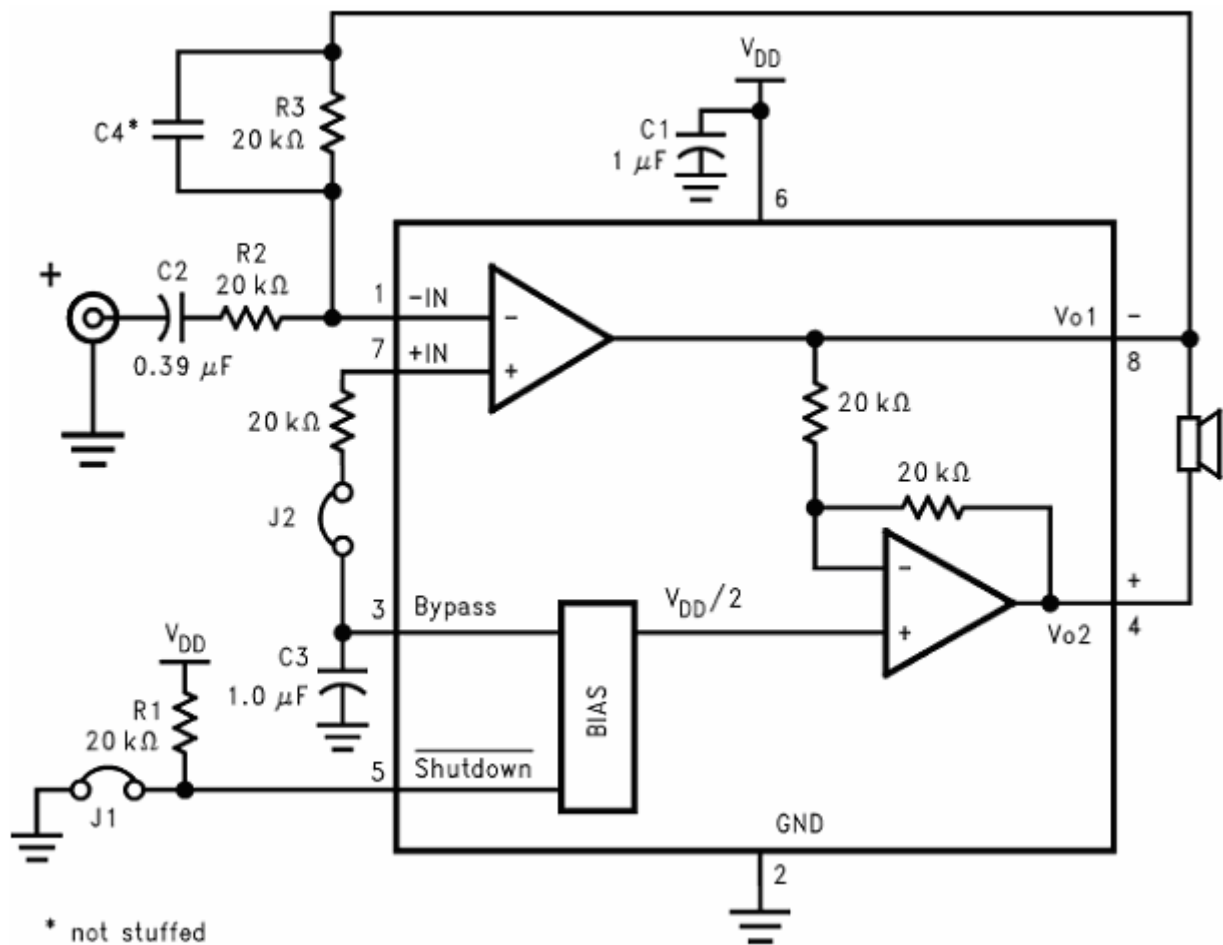 V_DD
R3
20 kΩ
C4*
C1
1 μF
6
+
C2
R2
20 kΩ
0.39 μF
1
-IN
-
7
+IN
+
20 kΩ
J2
Vo1
-
8
20 kΩ
20 kΩ
3
Bypass
V_DD/2
-
+
+
4
Vo2
C3
1.0 μF
BIAS
V_DD
R1
20 kΩ
5
Shutdown
J1
GND
2
* not stuffed